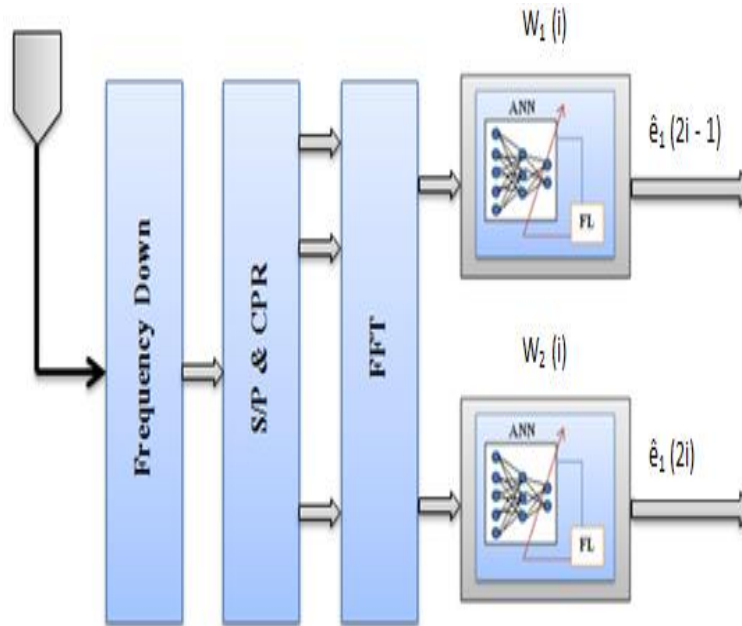 W₁ (i)
ANN
FL
ê₁ (2i - 1)
Frequency Down
S/P & CPR
FFT
W₂ (i)
ANN
FL
ê₁ (2i)